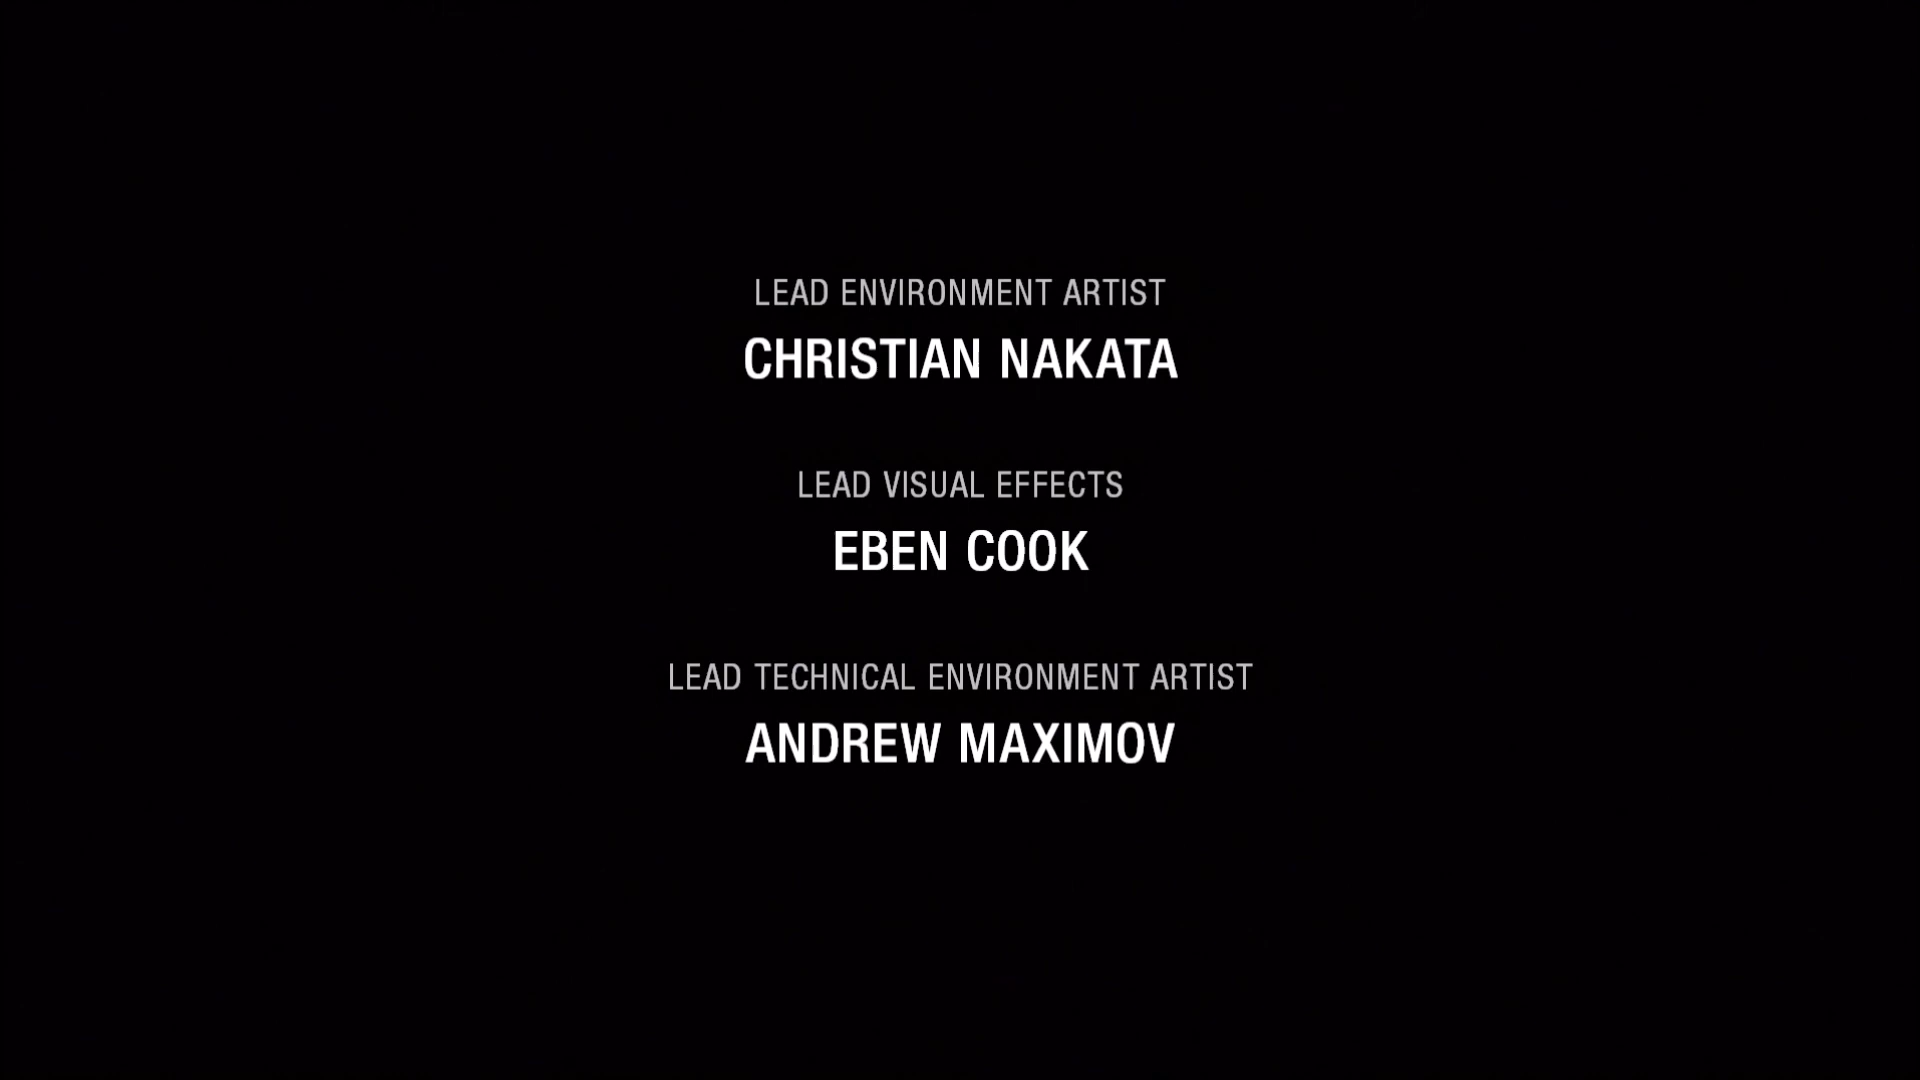 LEAD ENVIRONMENT ARTIST
CHRISTIAN NAKATA
LEAD VISUAL EFFECTS
EBEN COOK
LEAD TECHNICAL ENVIRONMENT ARTIST
ANDREW MAXIMOV